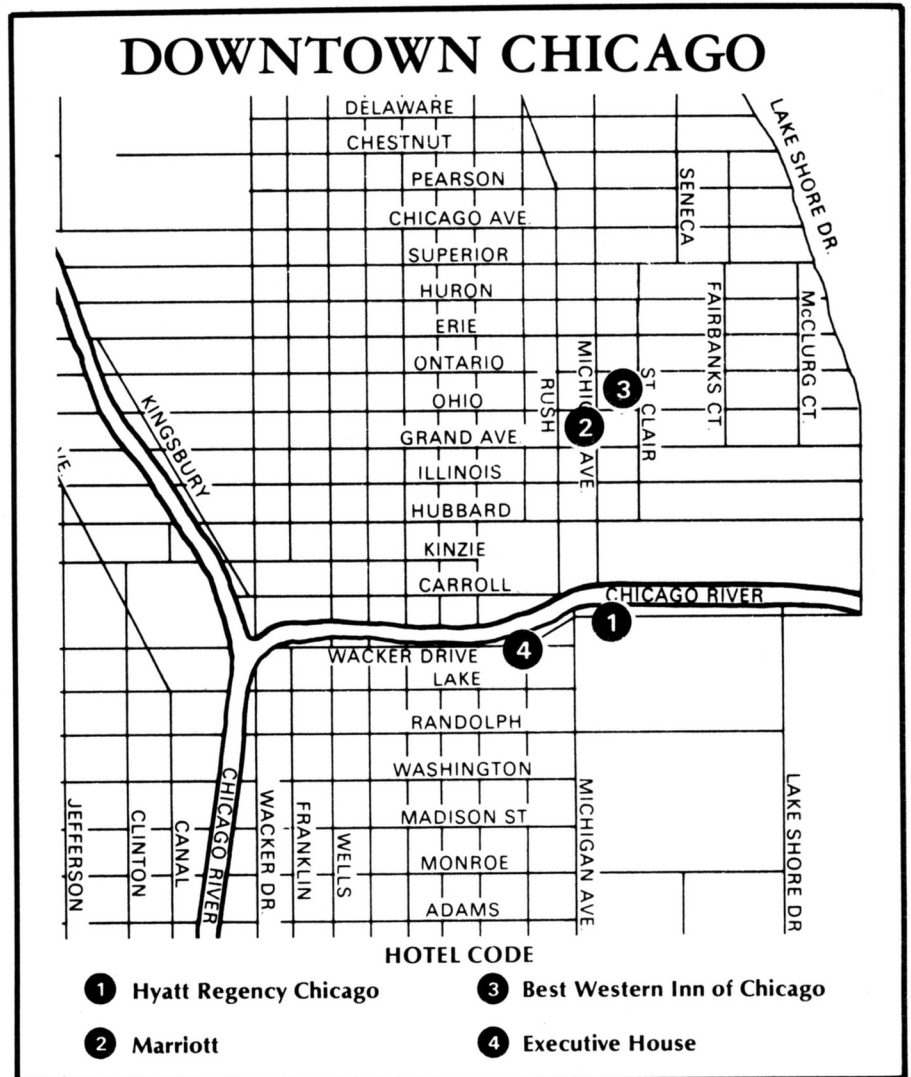 DOWNTOWN CHICAGO
DELAWARE
CHESTNUT
PEARSON
CHICAGO AVE.
SUPERIOR
HURON
ERIE
ONTARIO
OHIO
GRAND AVE.
ILLINOIS
HUBBARD
KINZIE
CARROLL
LAKE SHORE DR.
SENECA
FAIRBANKS CT.
McCLURG CT.
ST. CLAIR
MICHIGAN AVE.
RUSH
KINGSBURY
VE.
3
2
CHICAGO RIVER
1
4
WACKER DRIVE
LAKE
RANDOLPH
WASHINGTON
MADISON ST
MONROE
ADAMS
JEFFERSON
CLINTON
CANAL
CHICAGO RIVER
WACKER DR.
FRANKLIN
WELLS
MICHIGAN AVE.
LAKE SHORE DR
HOTEL CODE
1 Hyatt Regency Chicago
3 Best Western Inn of Chicago
2 Marriott
4 Executive House